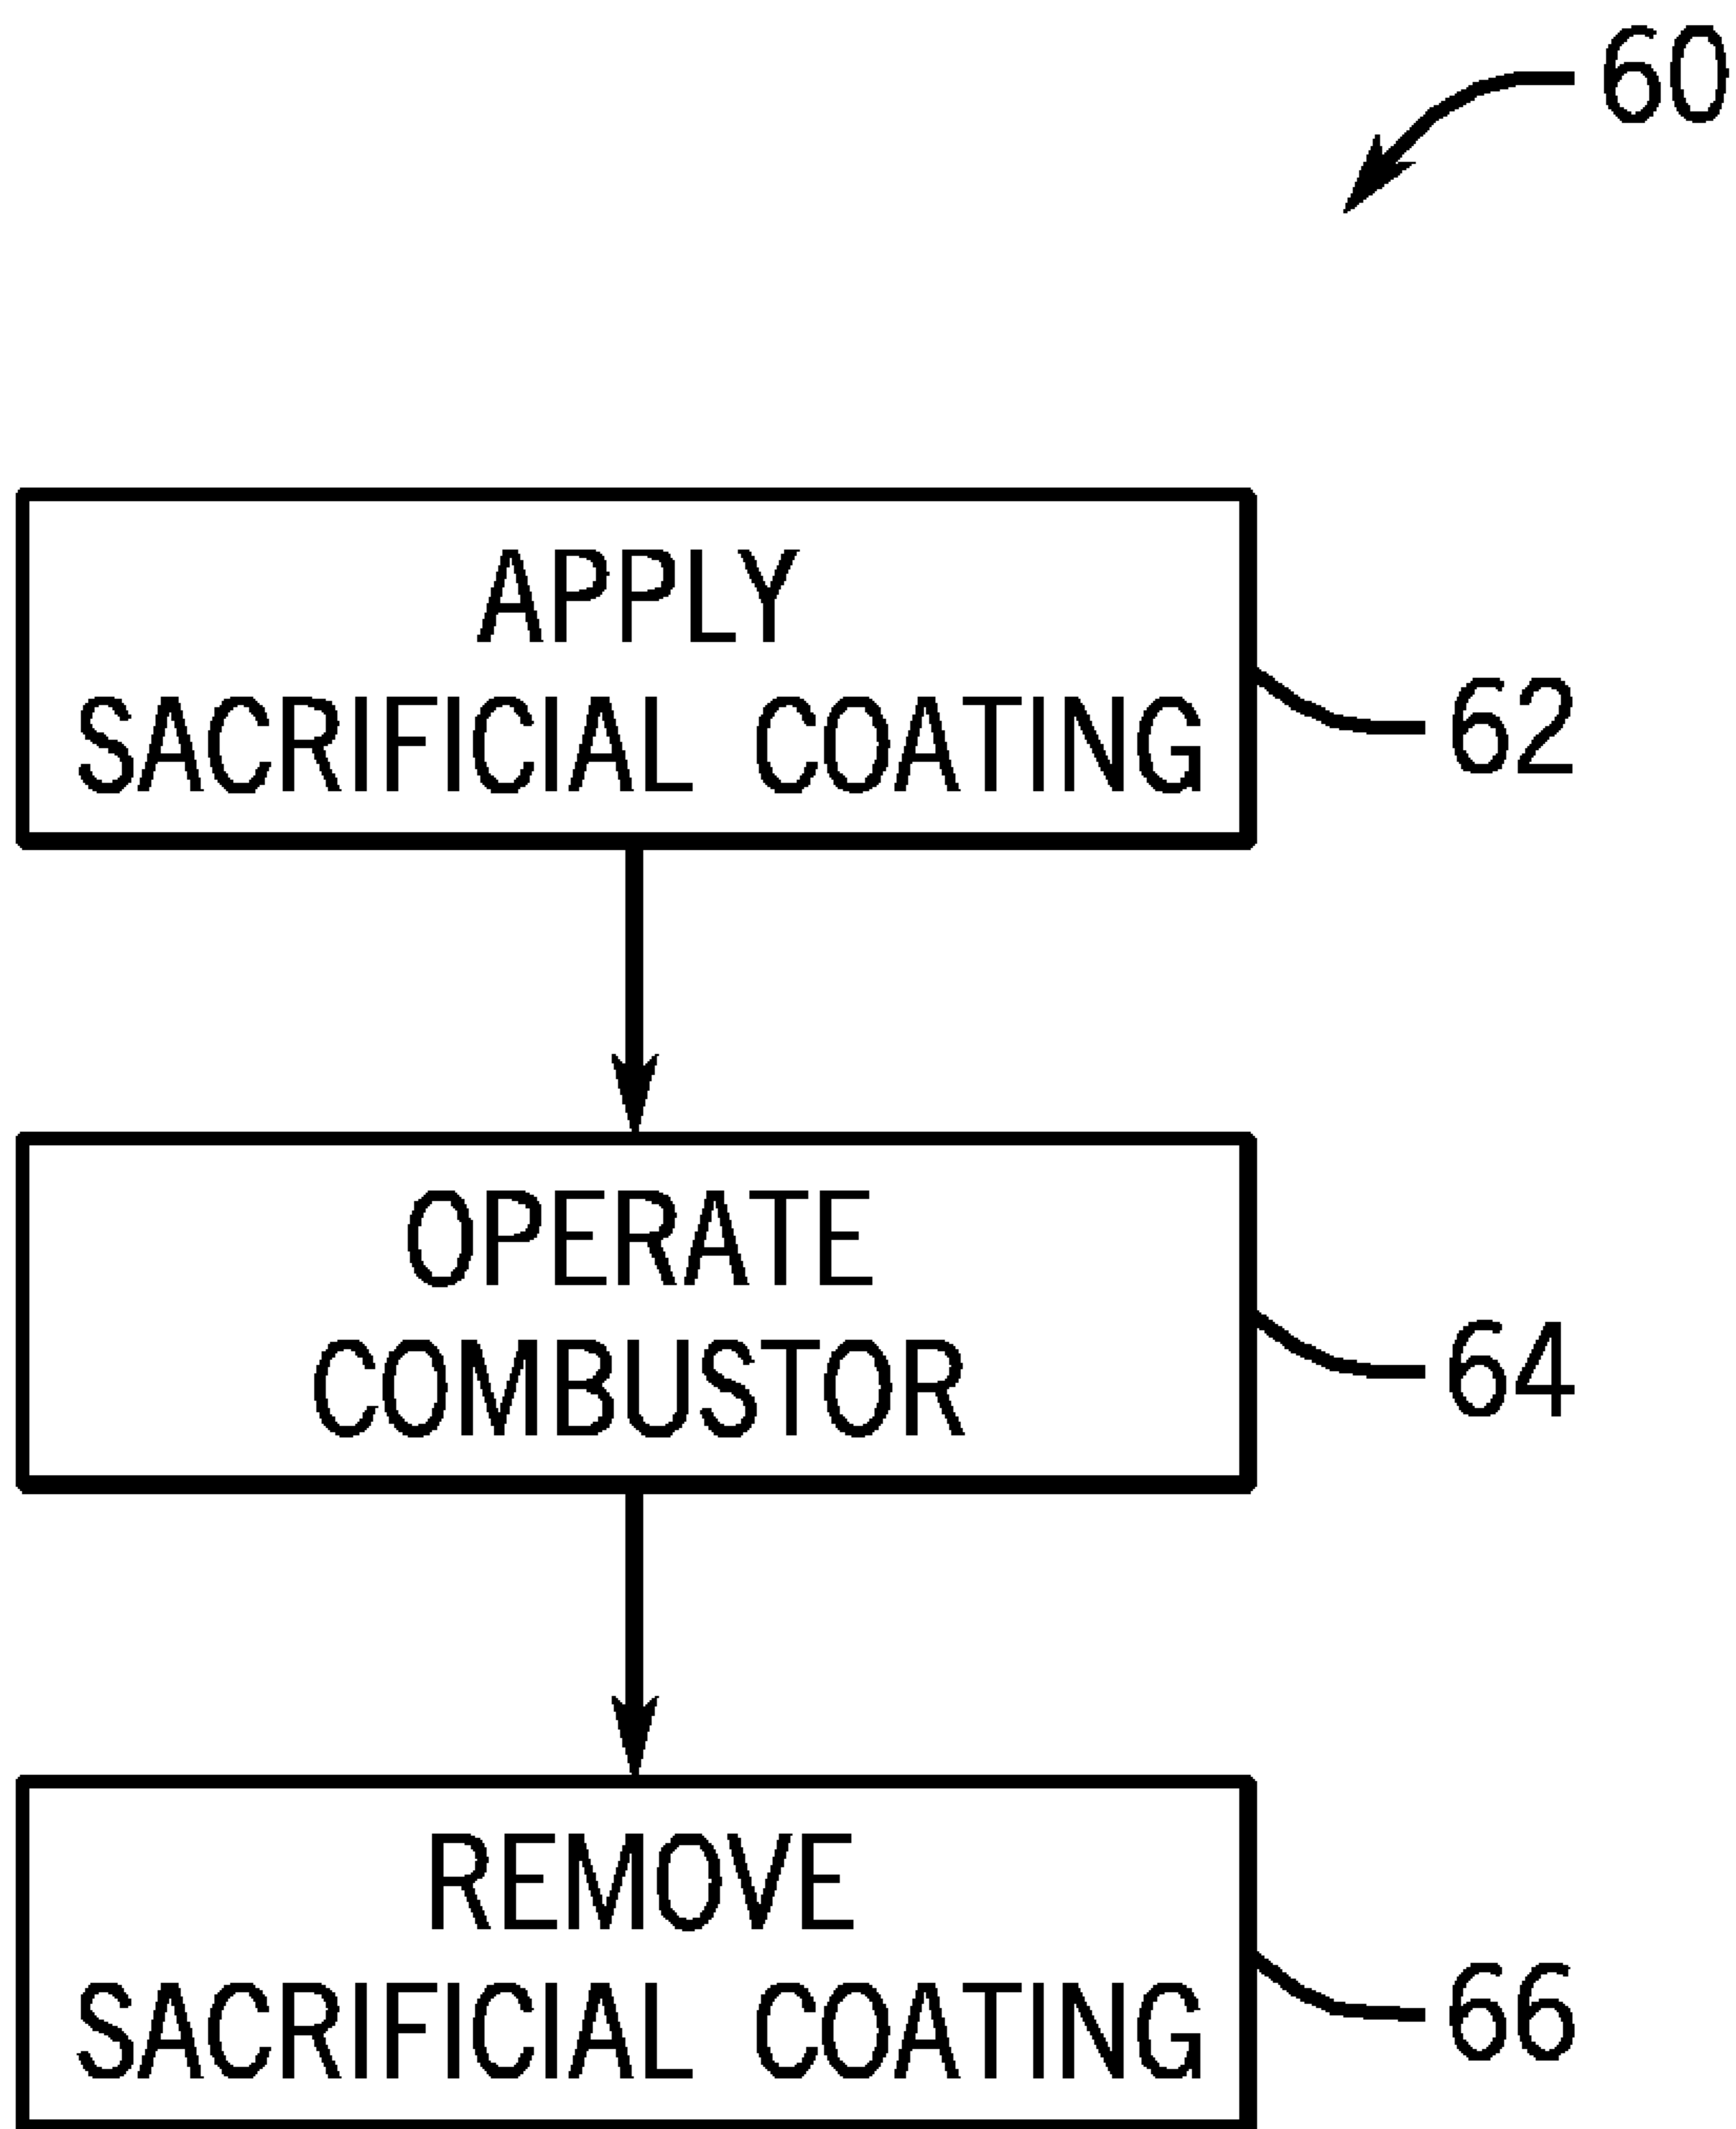 60
APPLY
SACRIFICIAL COATING
62
OPERATE
COMBUSTOR
64
REMOVE
SACRIFICIAL COATING
66